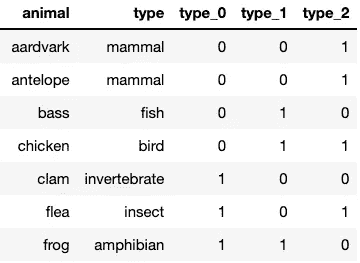 animal type type_0 type_1 type_2
aardvark mammal 0 0 1
antelope mammal 0 0 1
bass fish 0 1 0
chicken bird 0 1 1
clam invertebrate 1 0 0
flea insect 1 0 1
frog amphibian 1 1 0